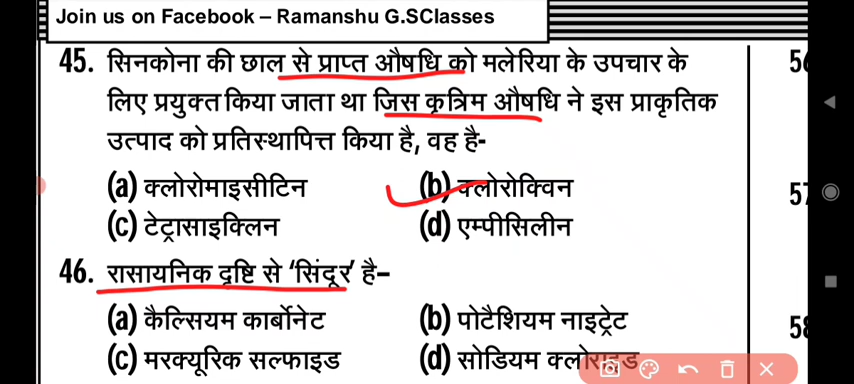 Join us on Facebook – Ramanshu G.SClasses
45. सिनकोना की छाल से प्राप्त औषधि को मलेरिया के उपचार के
लिए प्रयुक्त किया जाता था जिस कृत्रिम औषधि ने इस प्राकृतिक
उत्पाद को प्रतिस्थापित्त किया है, वह है-
(a) क्लोरोमाइसीटिन (b) क्लोरोक्विन
(c) टेट्रासाइक्लिन (d) एम्पीसिलीन
46. रासायनिक दृष्टि से ‘सिंदूर’ है–
(a) कैल्सियम कार्बोनेट (b) पोटैशियम नाइट्रेट
(c) मरक्यूरिक सल्फाइड (d) सोडियम